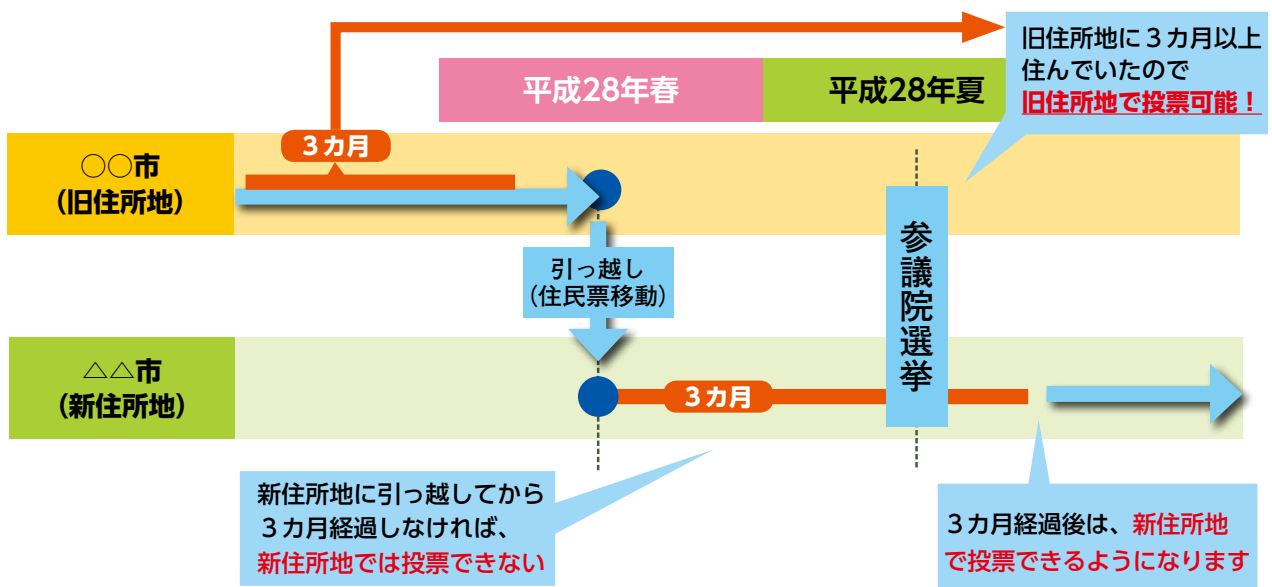 旧住所地に３カ月以上
住んでいたので
旧住所地で投票可能！
平成28年春
平成28年夏
３カ月
○○市
（旧住所地）
引っ越し
（住民票移動）
参議院選挙
△△市
（新住所地）
３カ月
新住所地に引っ越してから
３カ月経過しなければ、
新住所地では投票できない
３カ月経過後は、新住所地
で投票できるようになります